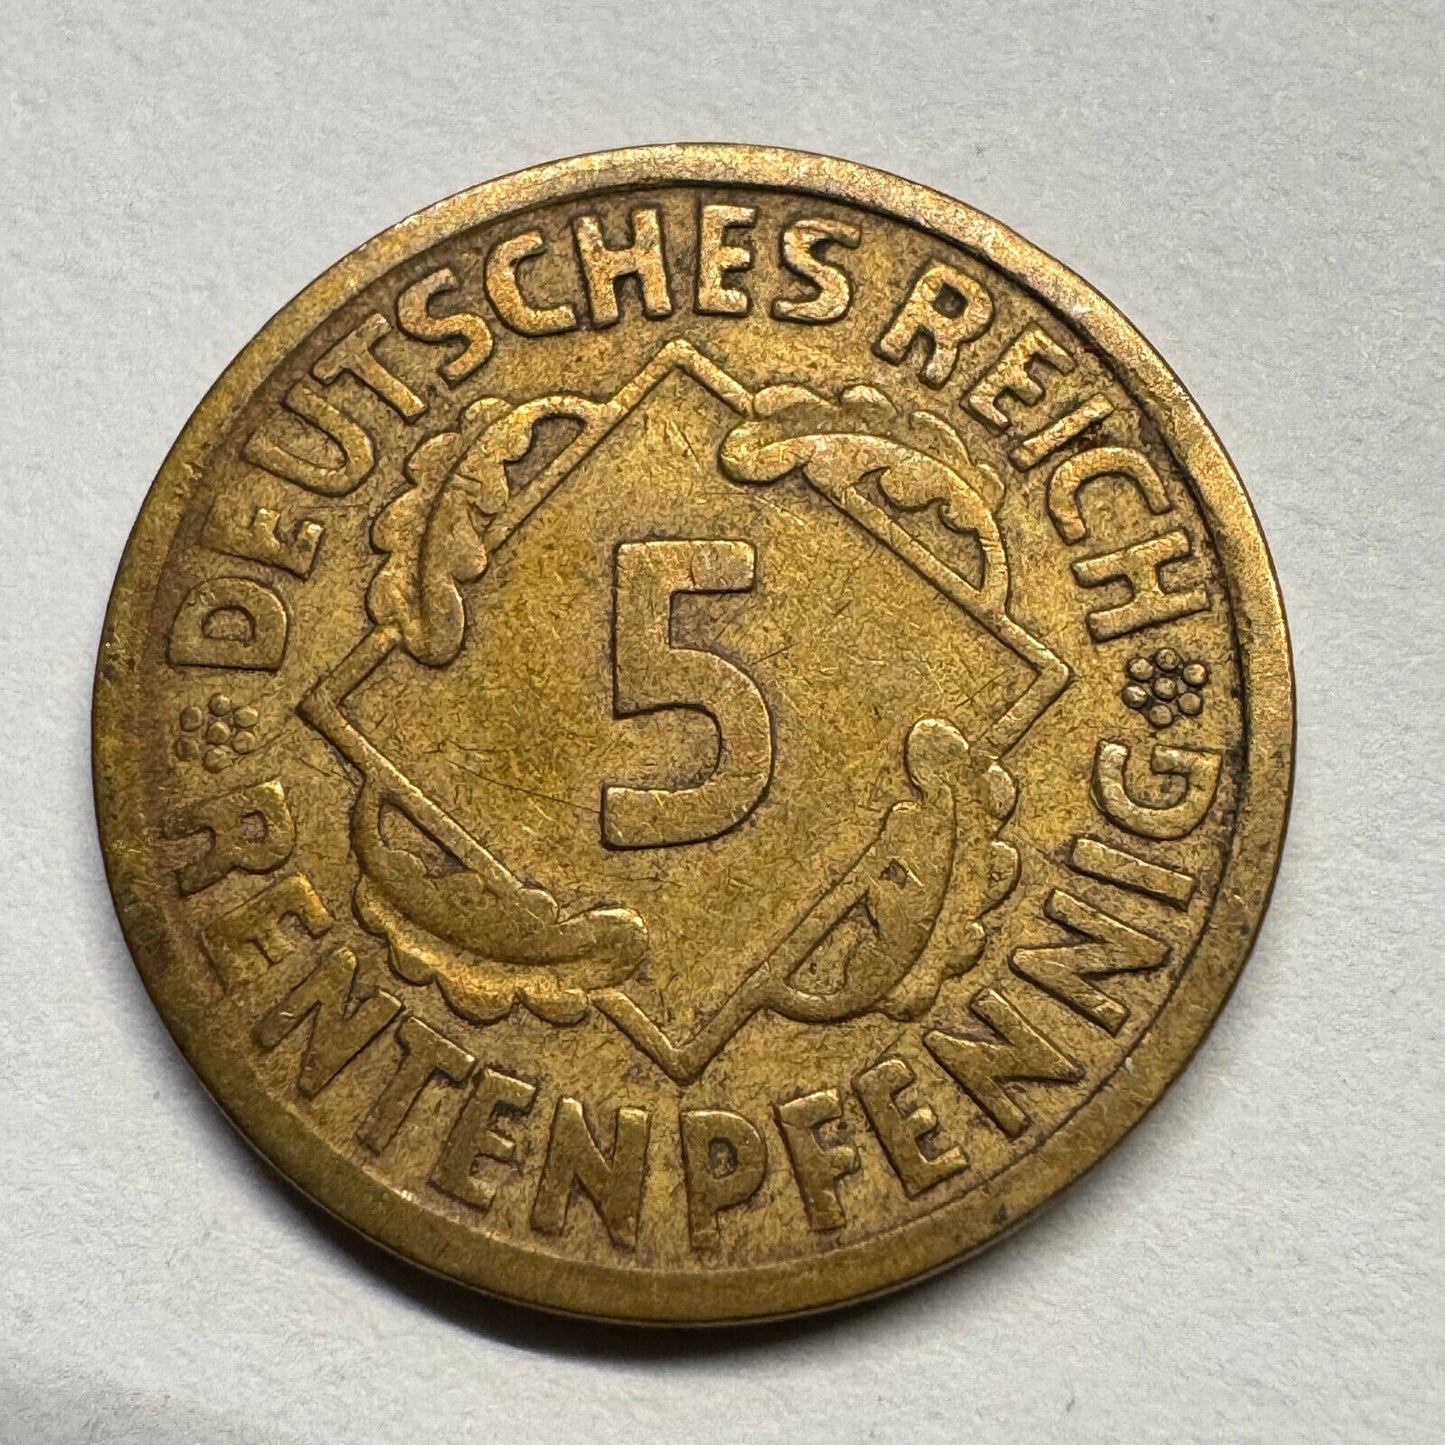 DEUTSCHES REICH
5
RENTENPFENNIG